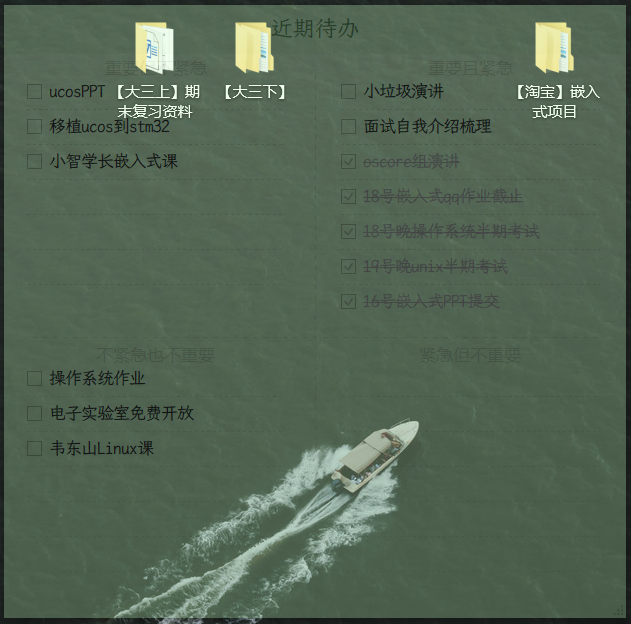 近期待办
重要 急
重要且紧急
ucosPPT
【大三上】期
末复习资料
【大三下】
小垃圾演讲
【淘宝】嵌入
式项目
移植ucos到stm32
面试自我介绍梳理
小智学长嵌入式课
oscore组演讲
18号嵌入式qq作业截止
18号晚操作系统半期考试
19号晚unix半期考试
16号嵌入式PPT提交
不紧急也不重要
紧急但不重要
操作系统作业
电子实验室免费开放
韦东山Linux课